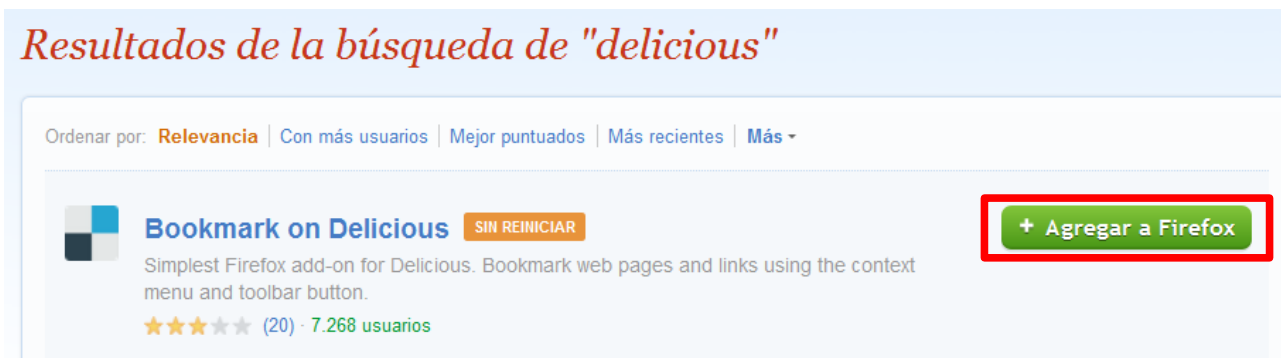 Resultados de la búsqueda de "delicious"
Ordenar por: Relevancia | Con más usuarios | Mejor puntuados | Más recientes | Más
Bookmark on Delicious SIN REINICIAR + Agregar a Firefox
Simplest Firefox add-on for Delicious. Bookmark web pages and links using the context
menu and toolbar button.
(20) · 7.268 usuarios